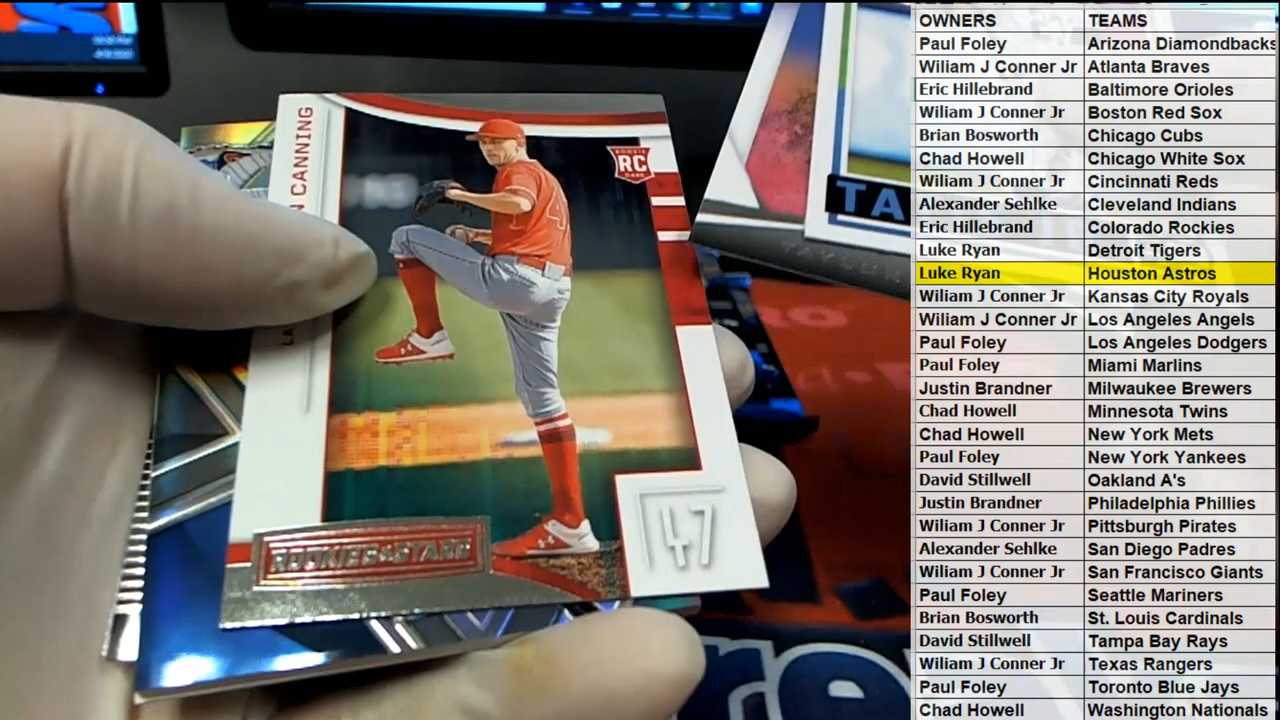 N CANNING
ROOKIE
RC
CARD
4
47
ROOKIES & STARS
TA
re
OWNERS TEAMS
Paul Foley Arizona Diamondbacks
Wiliam J Conner Jr Atlanta Braves
Eric Hillebrand Baltimore Orioles
Wiliam J Conner Jr Boston Red Sox
Brian Bosworth Chicago Cubs
Chad Howell Chicago White Sox
Wiliam J Conner Jr Cincinnati Reds
Alexander Sehlke Cleveland Indians
Eric Hillebrand Colorado Rockies
Luke Ryan Detroit Tigers
Luke Ryan Houston Astros
Wiliam J Conner Jr Kansas City Royals
Wiliam J Conner Jr Los Angeles Angels
Paul Foley Los Angeles Dodgers
Paul Foley Miami Marlins
Justin Brandner Milwaukee Brewers
Chad Howell Minnesota Twins
Chad Howell New York Mets
Paul Foley New York Yankees
David Stillwell Oakland A's
Justin Brandner Philadelphia Phillies
Wiliam J Conner Jr Pittsburgh Pirates
Alexander Sehlke San Diego Padres
Wiliam J Conner Jr San Francisco Giants
Paul Foley Seattle Mariners
Brian Bosworth St. Louis Cardinals
David Stillwell Tampa Bay Rays
Wiliam J Conner Jr Texas Rangers
Paul Foley Toronto Blue Jays
Chad Howell Washington Nationals